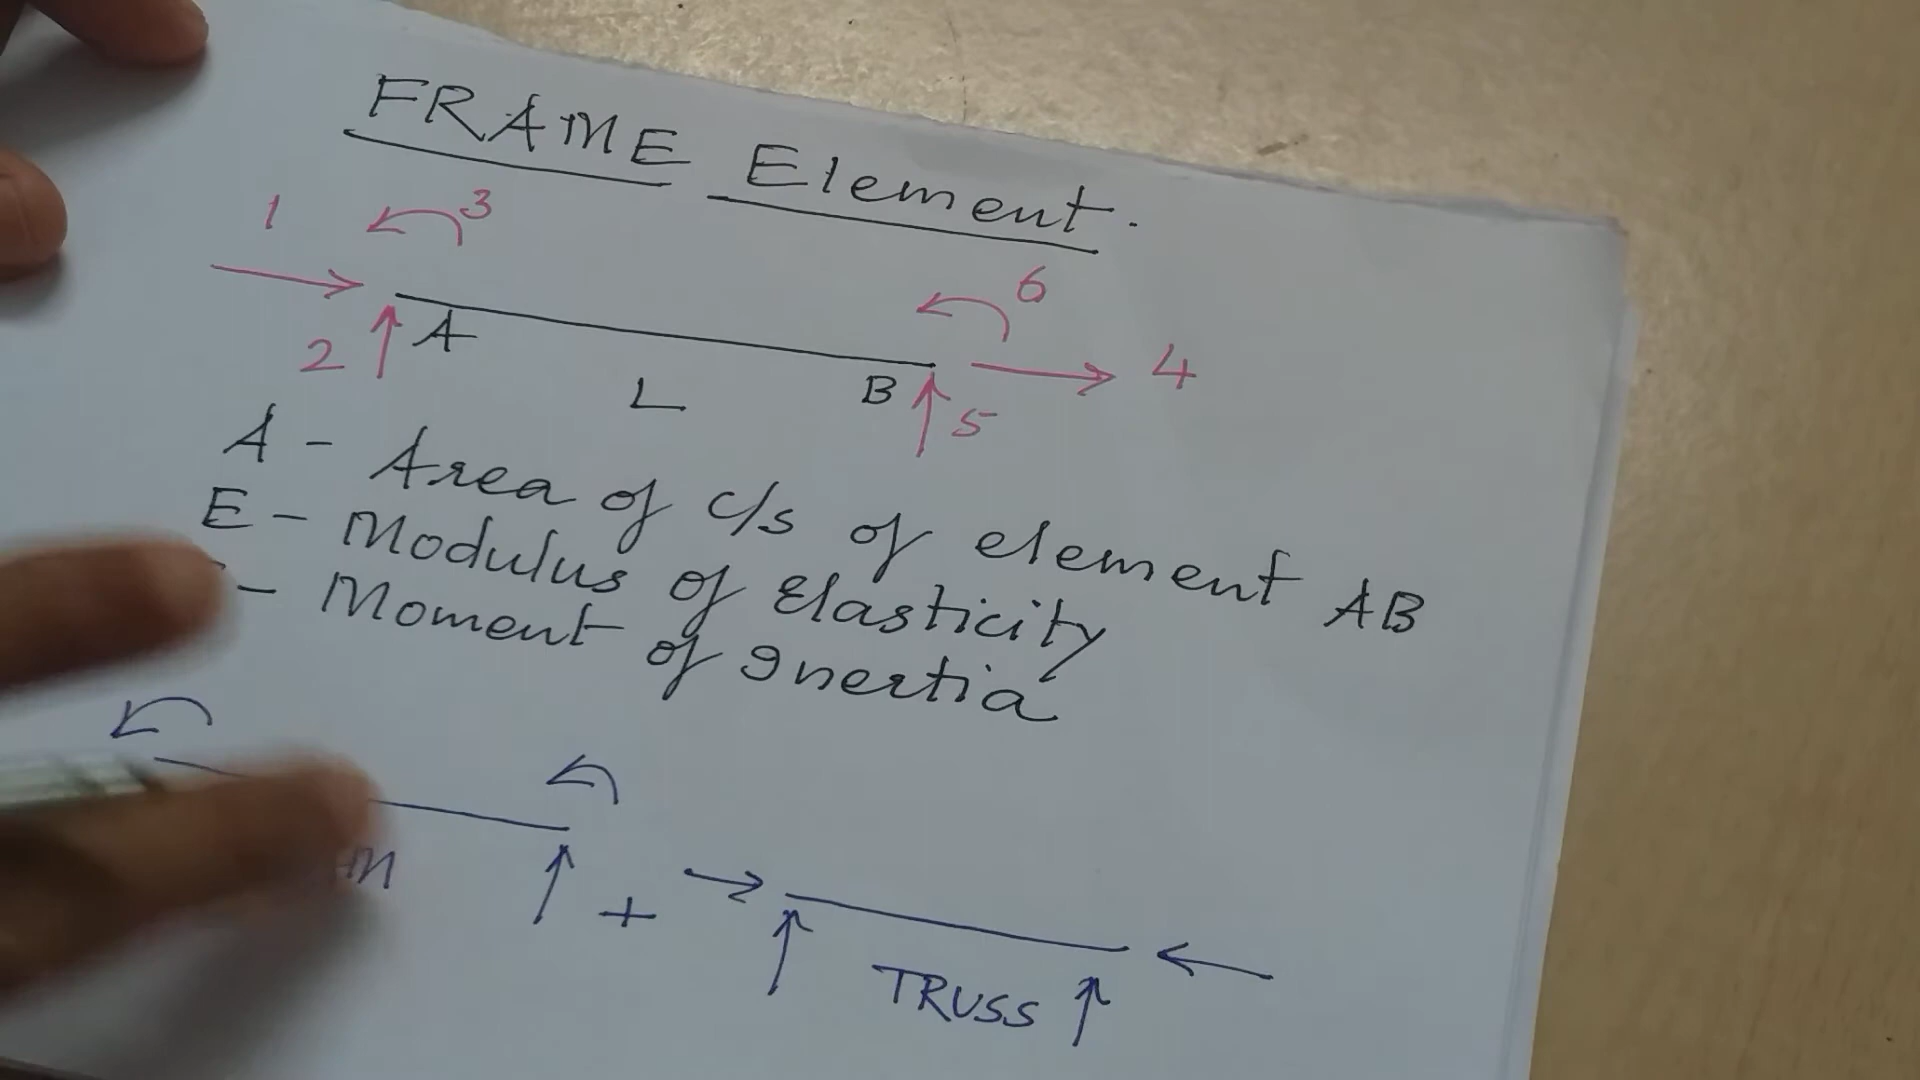 FRAME Element.
1 3
6
2 A 4
L B 5
A - Area of c/s of element AB
E - Modulus of Elasticity
- Moment of Inertia
+
TRUSS